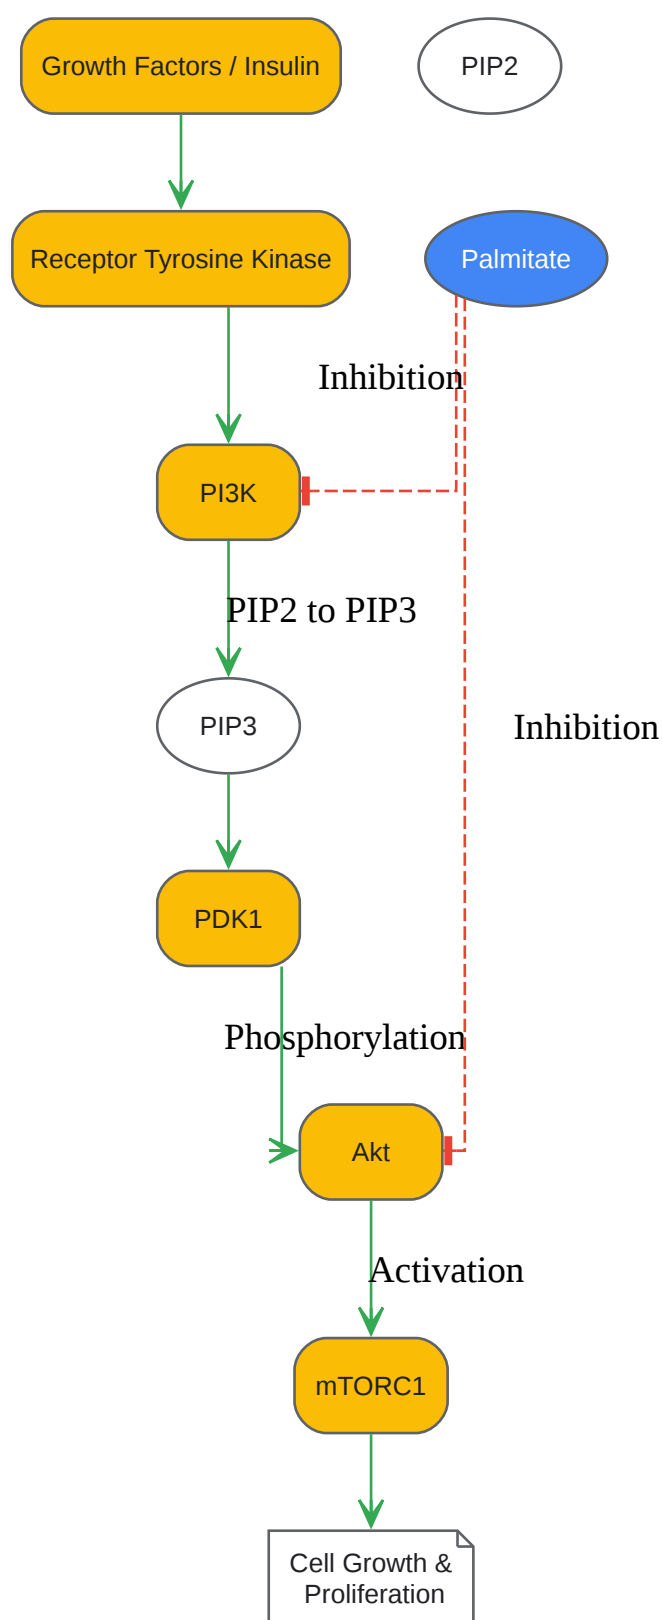 Growth Factors / Insulin
PIP2
Receptor Tyrosine Kinase
Palmitate
Inhibition
PI3K
PIP2 to PIP3
PIP3
Inhibition
PDK1
Phosphorylation
Akt
Activation
mTORC1
Cell Growth &
Proliferation